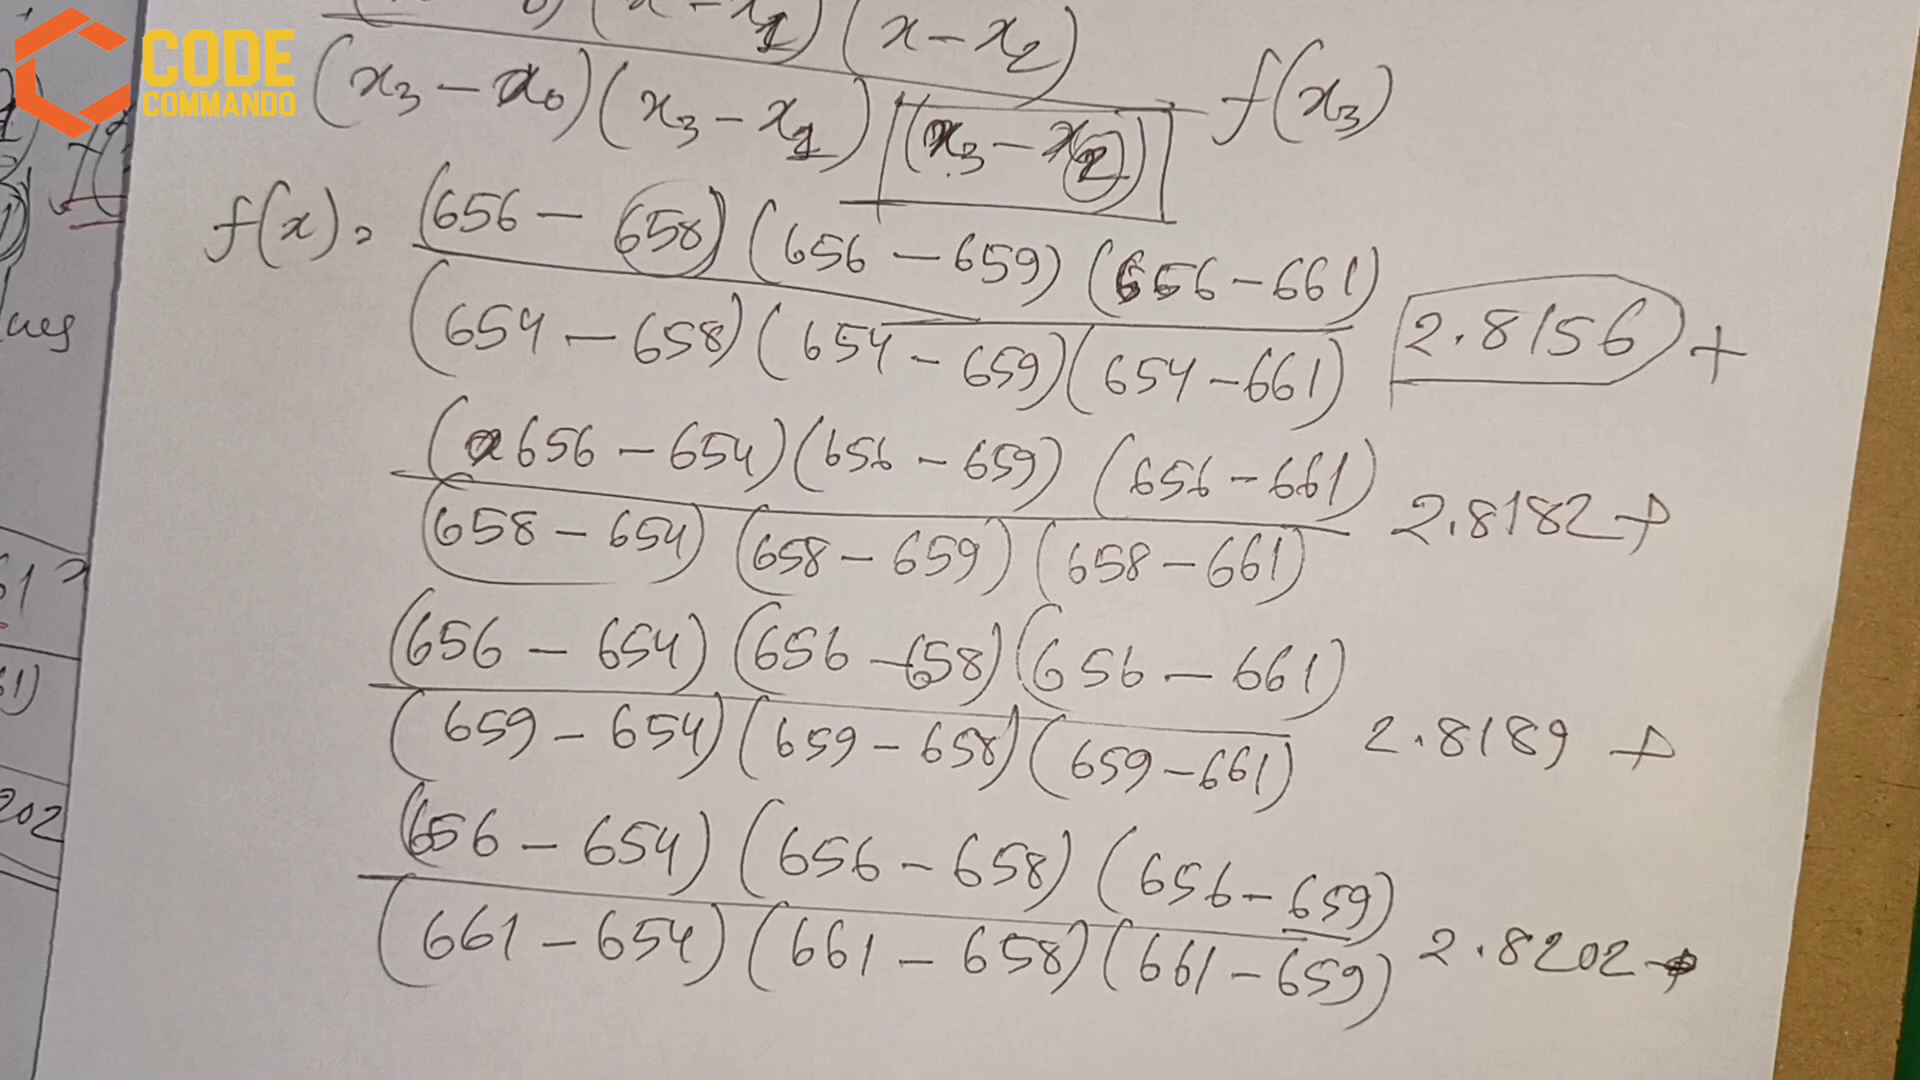 CODE
COMMANDO
(x - x1) (x - x2)
(x3 - x0) (x3 - x1) (x3 - x2) f(x3)
f(x) = (656 - 658) (656 - 659) (656 - 661)
(654 - 658) (654 - 659) (654 - 661) 2.8156 +
(656 - 654) (656 - 659) (656 - 661)
(658 - 654) (658 - 659) (658 - 661) 2.8182 +
(656 - 654) (656 - 658) (656 - 661)
(659 - 654) (659 - 658) (659 - 661) 2.8189 +
(656 - 654) (656 - 658) (656 - 659)
(661 - 654) (661 - 658) (661 - 659) 2.8202
202